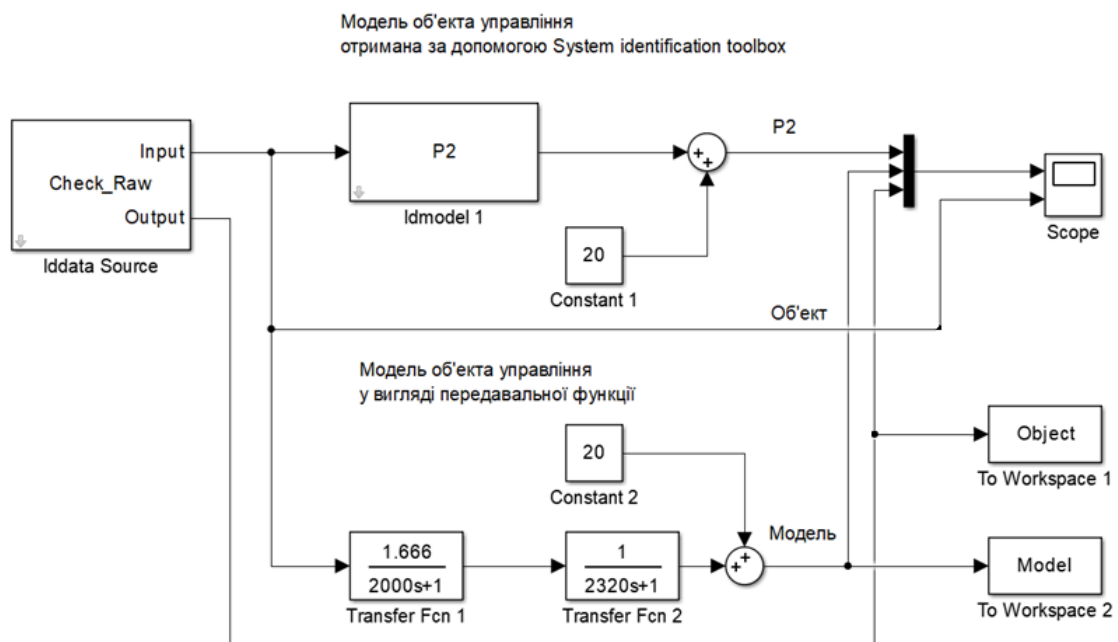 Модель об'єкта управління
отримана за допомогою System identification toolbox
Input
Check_Raw
Output
Iddata Source
P2
Idmodel 1
P2
Scope
20
Constant 1
Об'єкт
Модель об'єкта управління
у вигляді передавальної функції
20
Constant 2
Object
To Workspace 1
1.666
2000s+1
Transfer Fcn 1
1
2320s+1
Transfer Fcn 2
Модель
Model
To Workspace 2